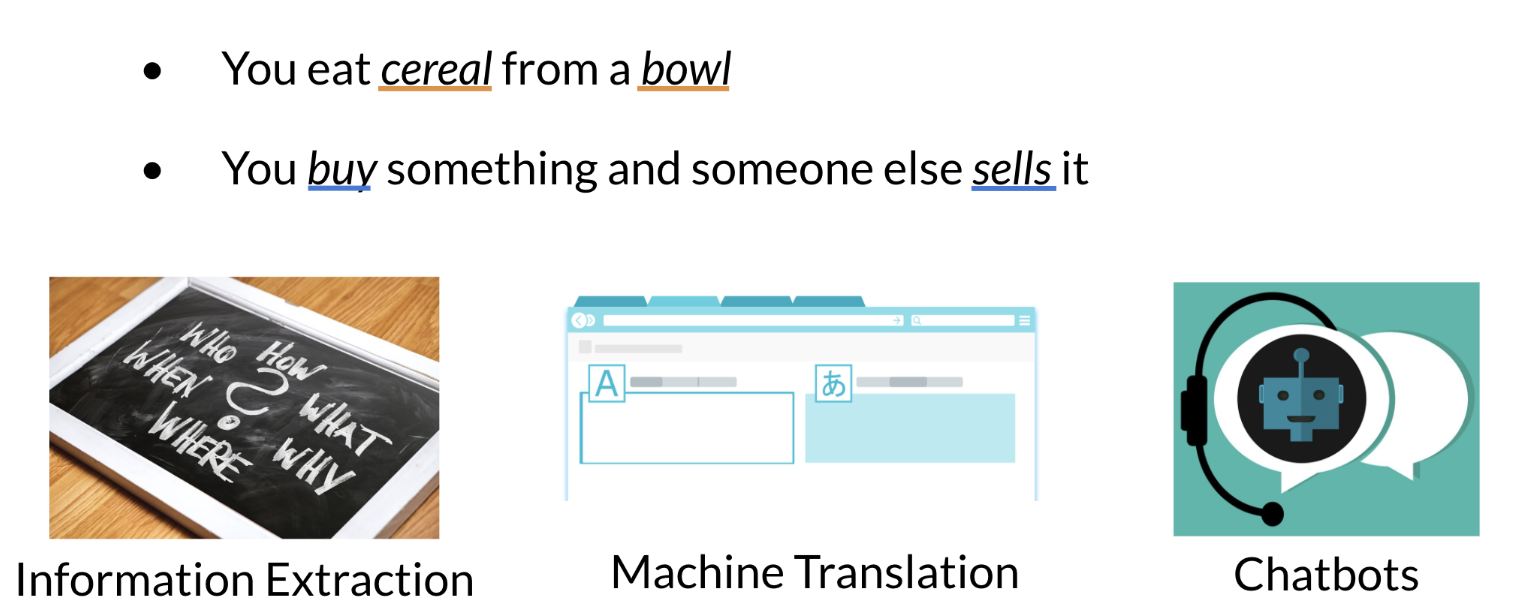 • You eat cereal from a bowl
• You buy something and someone else sells it
WHO HOW
WHEN ? WHAT
WHERE WHY
A あ
Information Extraction
Machine Translation
Chatbots